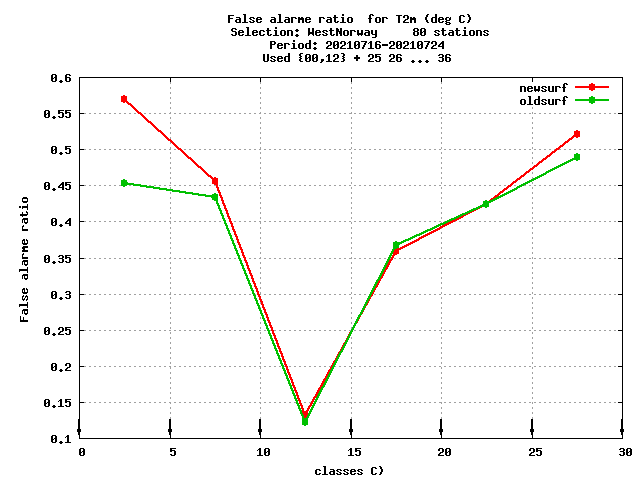 False alarme ratio  for T2m (deg C)
Selection: WestNorway     80 stations
Period: 20210716-20210724
Used {00,12} + 25 26 ... 36
newsurf
oldsurf
False alarme ratio
0.6
0.55
0.5
0.45
0.4
0.35
0.3
0.25
0.2
0.15
0.1
0 5 10 15 20 25 30
classes C)